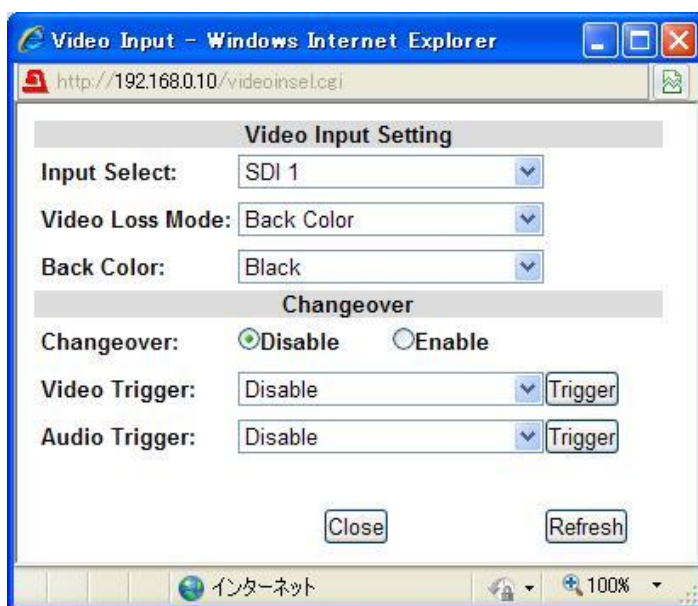 Video Input - Windows Internet Explorer
http://192.168.0.10/videoinsel.cgi
Video Input Setting
Input Select: SDI 1
Video Loss Mode: Back Color
Back Color: Black
Changeover
Changeover: Disable Enable
Video Trigger: Disable Trigger
Audio Trigger: Disable Trigger
Close Refresh
インターネット 100%